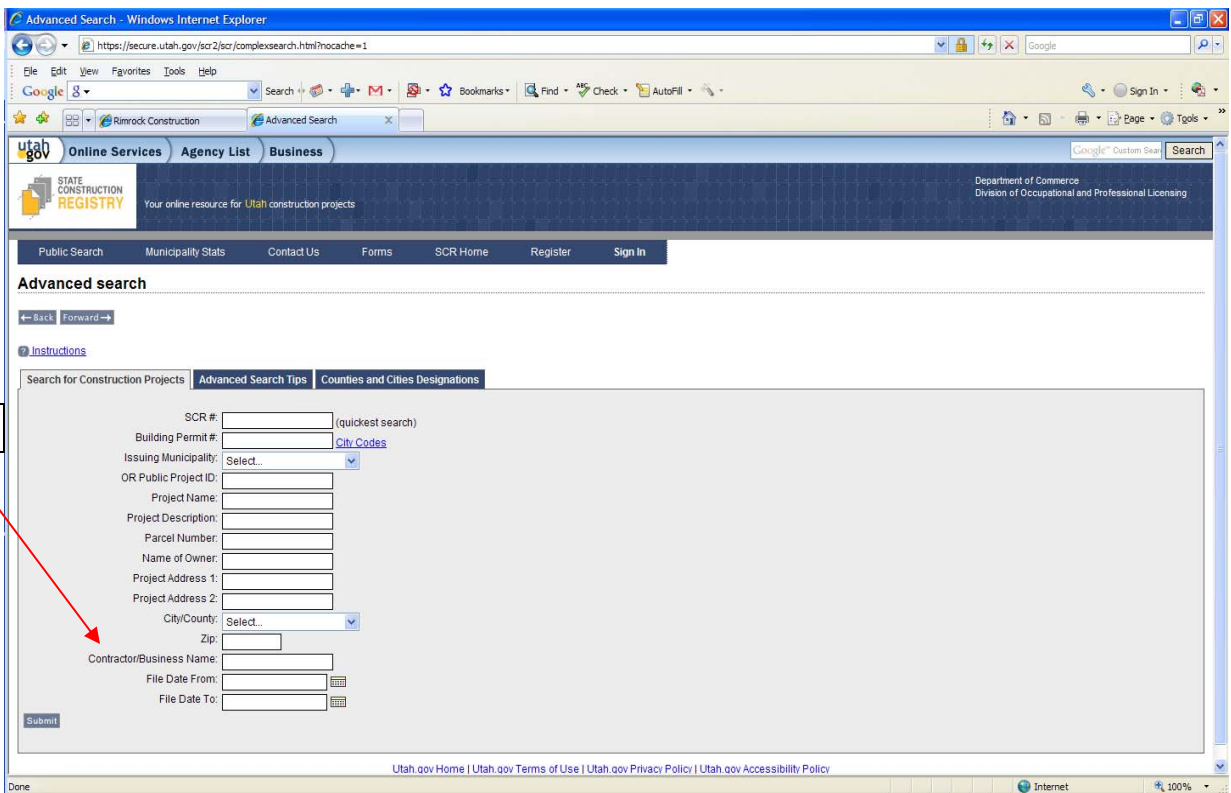 Advanced Search - Windows Internet Explorer
https://secure.utah.gov/scr2/scr/complexsearch.html?nocache=1
Google
File Edit View Favorites Tools Help
Google Search Bookmarks Find Check AutoFill Sign In
Rimrock Construction Advanced Search Page Tools
utah gov Online Services Agency List Business Google™ Custom Sear Search
STATE
CONSTRUCTION
REGISTRY
Your online resource for Utah construction projects
Department of Commerce
Division of Occupational and Professional Licensing
Public Search Municipality Stats Contact Us Forms SCR Home Register Sign In
Advanced search
←Back Forward→
? Instructions
Search for Construction Projects Advanced Search Tips Counties and Cities Designations
SCR #: (quickest search)
Building Permit #: City Codes
Issuing Municipality: Select...
OR Public Project ID:
Project Name:
Project Description:
Parcel Number:
Name of Owner:
Project Address 1:
Project Address 2:
City/County: Select...
Zip:
Contractor/Business Name:
File Date From:
File Date To:
Submit
Utah.gov Home | Utah.gov Terms of Use | Utah.gov Privacy Policy | Utah.gov Accessibility Policy
Done Internet 100%